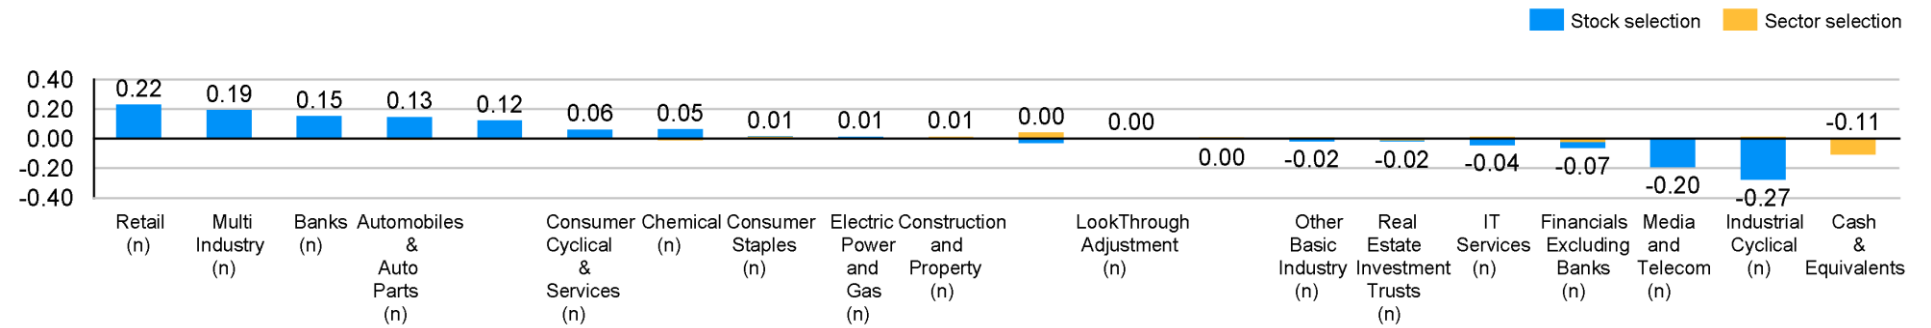 Stock selection Sector selection
0.40
0.20
0.00
-0.20
-0.40
0.22 0.19 0.15 0.13 0.12 0.06 0.05 0.01 0.01 0.01 0.00 0.00 0.00 -0.02 -0.02 -0.04 -0.07 -0.20 -0.27 -0.11
Retail
(n)
Multi
Industry
(n)
Banks
(n)
Automobiles
&
Auto
Parts
(n)
Consumer
Cyclical
&
Services
(n)
Chemical
(n)
Consumer
Staples
(n)
Electric
Power
and
Gas
(n)
Construction
and
Property
(n)
LookThrough
Adjustment
(n)
Other
Basic
Industry
(n)
Real
Estate
Investment
Trusts
(n)
IT
Services
(n)
Financials
Excluding
Banks
(n)
Media
and
Telecom
(n)
Industrial
Cyclical
(n)
Cash
&
Equivalents